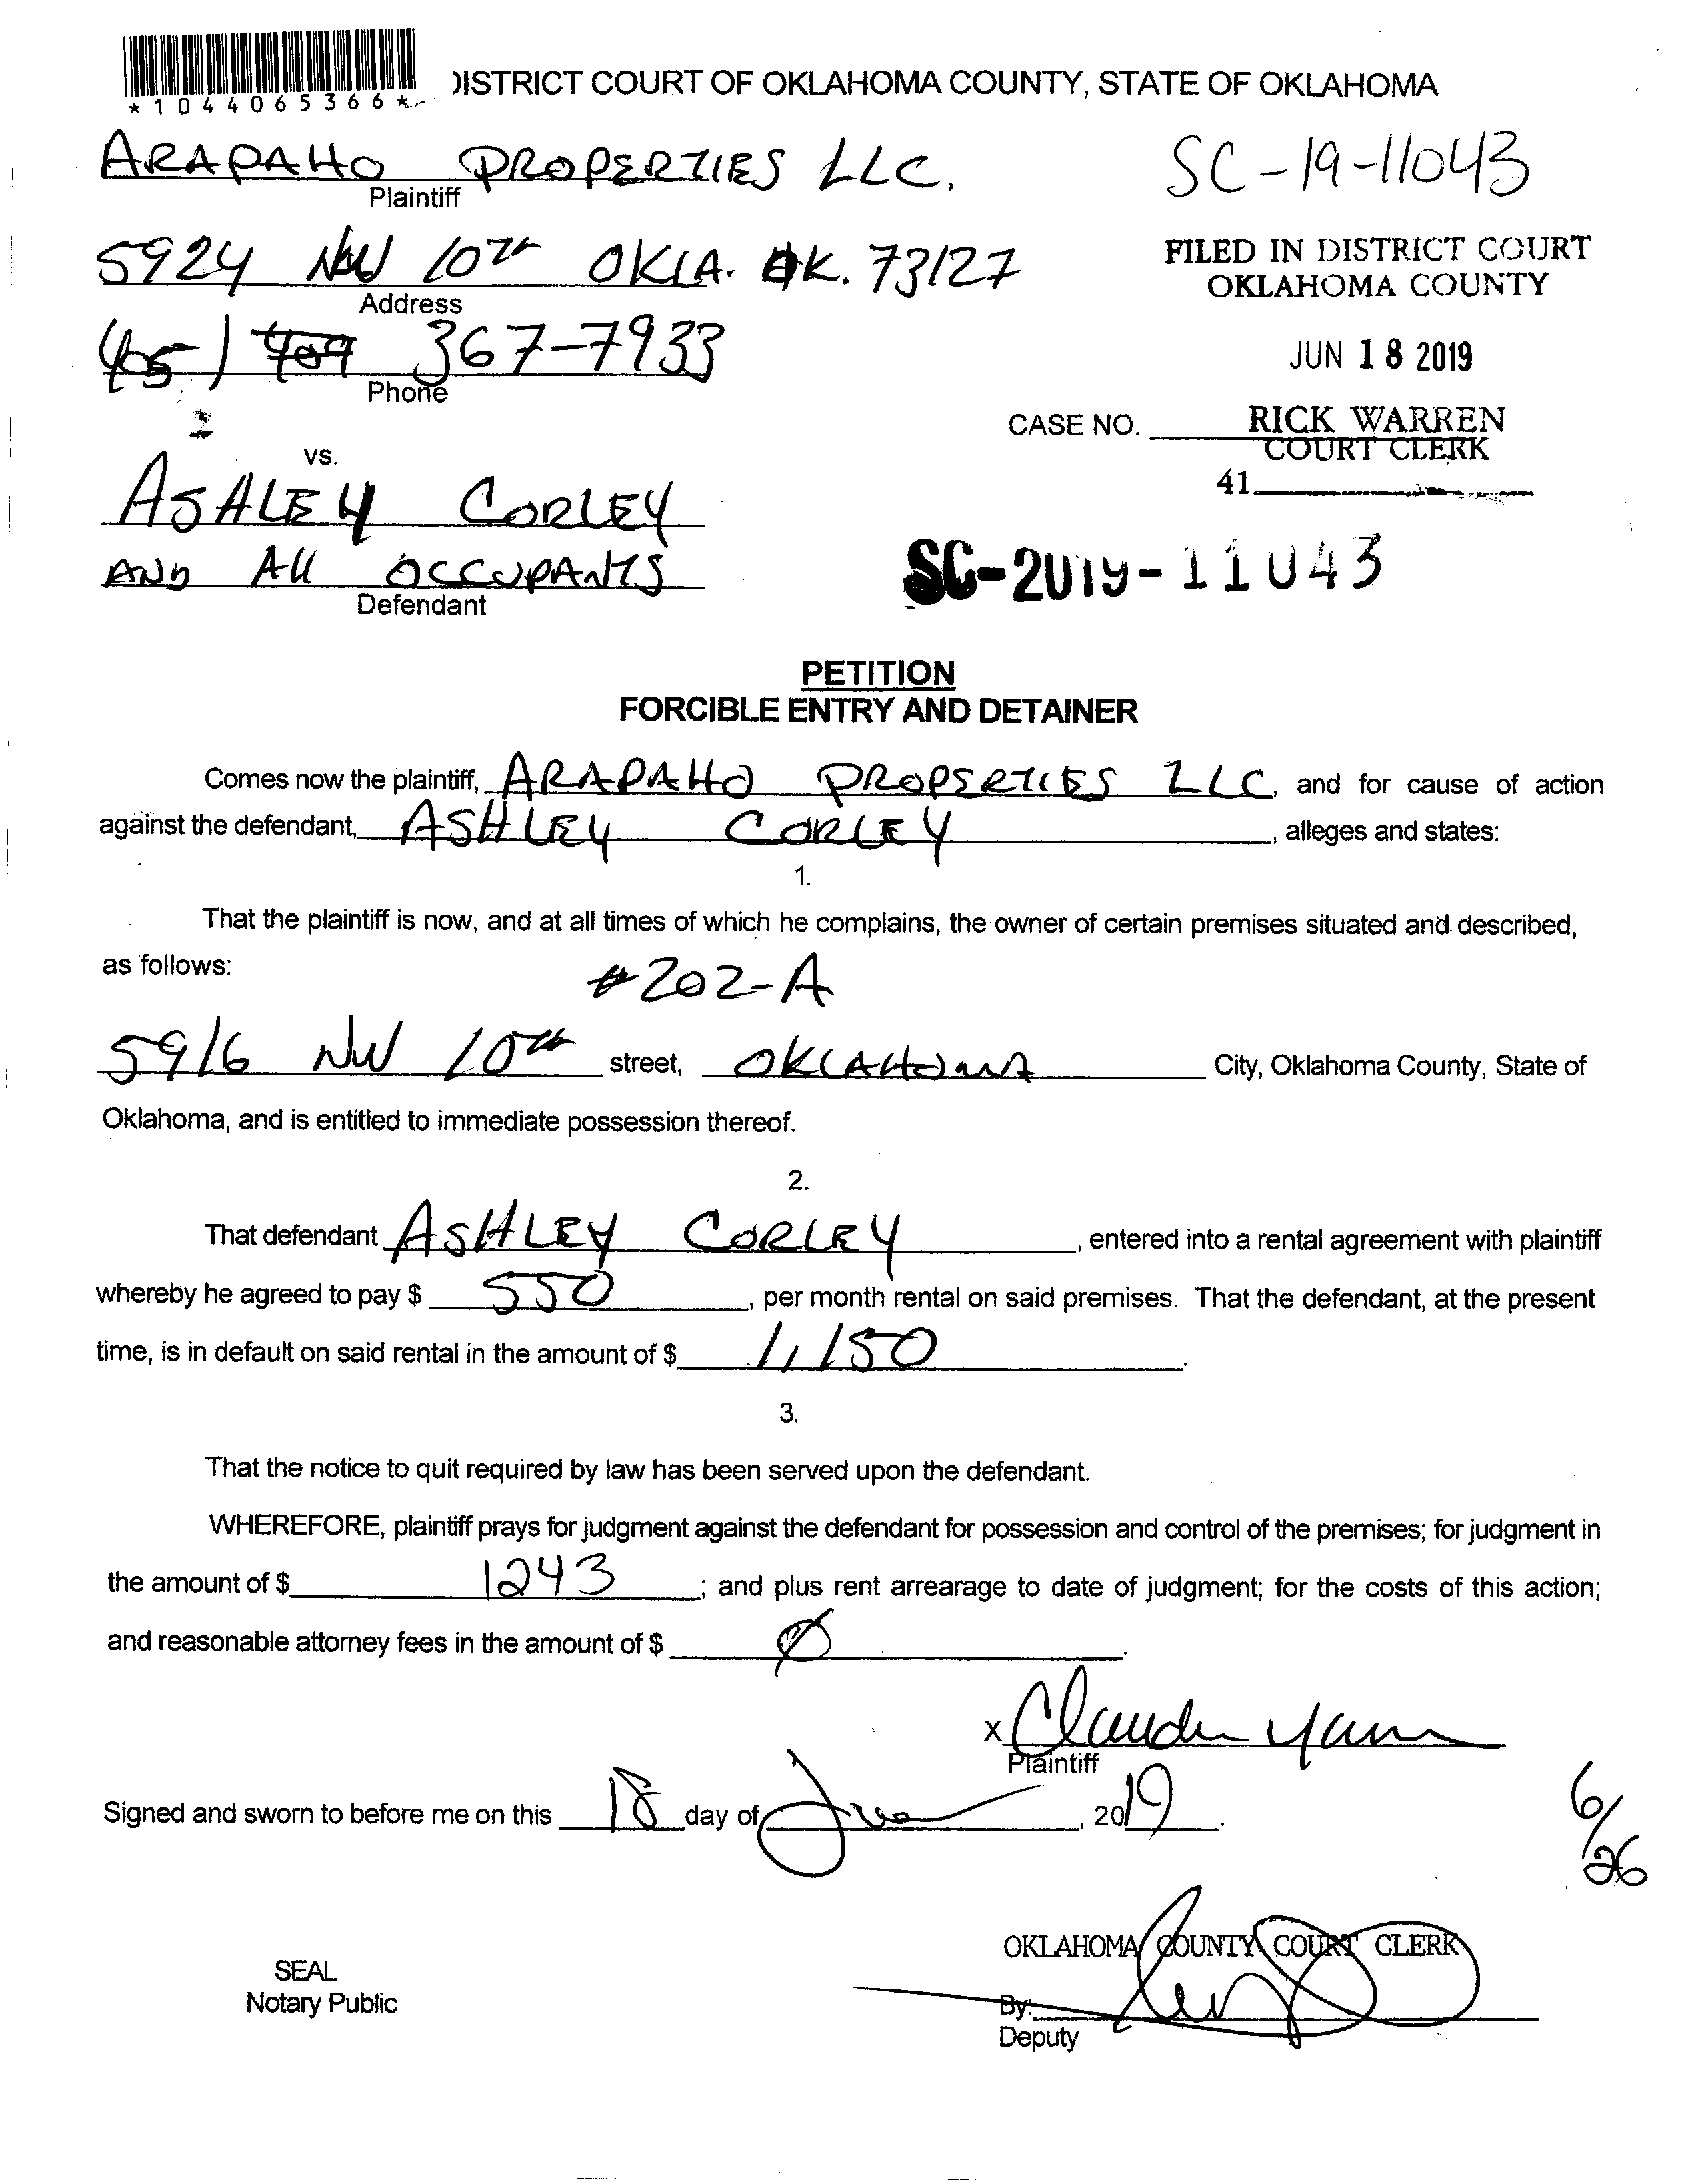 *1044065366*
DISTRICT COURT OF OKLAHOMA COUNTY, STATE OF OKLAHOMA
ARAPAHO PROPERTIES LLC.
Plaintiff
SC-19-11043
5924 NW 10TH OKLA. OK. 73127
Address
FILED IN DISTRICT COURT
OKLAHOMA COUNTY
405) 409 367-7933
Phone
JUN 18 2019
CASE NO. RICK WARREN
COURT CLERK
41
vs.
ASHLEY CORLEY
AND All OCCUPANTS
Defendant
SC-2019-11043
PETITION
FORCIBLE ENTRY AND DETAINER
Comes now the plaintiff, ARAPAHO PROPERTIES LLC, and for cause of action
against the defendant, ASHLEY CORLEY, alleges and states:
1.
That the plaintiff is now, and at all times of which he complains, the owner of certain premises situated and described,
as follows:
#202-A
5916 NW 10th street, OKLAHOMA City, Oklahoma County, State of
Oklahoma, and is entitled to immediate possession thereof.
2.
That defendant ASHLEY CORLEY, entered into a rental agreement with plaintiff
whereby he agreed to pay $ 550, per month rental on said premises. That the defendant, at the present
time, is in default on said rental in the amount of $ 1,150.
3.
That the notice to quit required by law has been served upon the defendant.
WHEREFORE, plaintiff prays for judgment against the defendant for possession and control of the premises; for judgment in
the amount of $ 1243; and plus rent arrearage to date of judgment; for the costs of this action;
and reasonable attorney fees in the amount of $ Ø.
x
Plaintiff
Signed and sworn to before me on this 18 day of June, 2019.
6/26
OKLAHOMA COUNTY COURT CLERK
SEAL
Notary Public
By:
Deputy